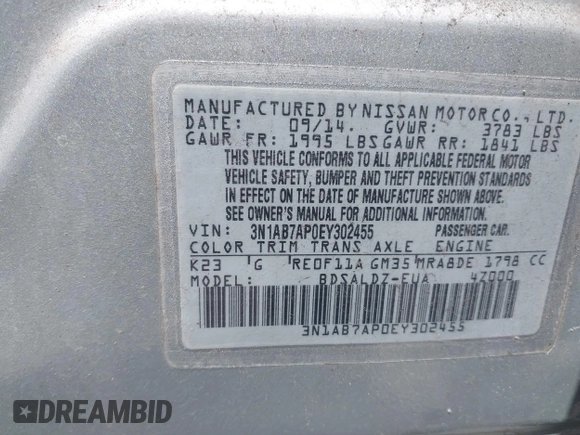 MANUFACTURED BY NISSAN MOTOR CO., LTD.
DATE: 09/14. GVWR: 3783 LBS
GAWR FR: 1995 LBS GAWR RR: 1841 LBS
THIS VEHICLE CONFORMS TO ALL APPLICABLE FEDERAL MOTOR
VEHICLE SAFETY, BUMPER AND THEFT PREVENTION STANDARDS
IN EFFECT ON THE DATE OF MANUFACTURE SHOWN ABOVE.
SEE OWNER'S MANUAL FOR ADDITIONAL INFORMATION
VIN: 3N1AB7AP0EY302455 PASSENGER CAR.
COLOR TRIM TRANS AXLE ENGINE
K23 G RE0F11A GM35 MRA8DE 1798 CC
MODEL: BDSALDZ-EUA 4Z000
3N1AB7AP0EY302455
DREAMBID